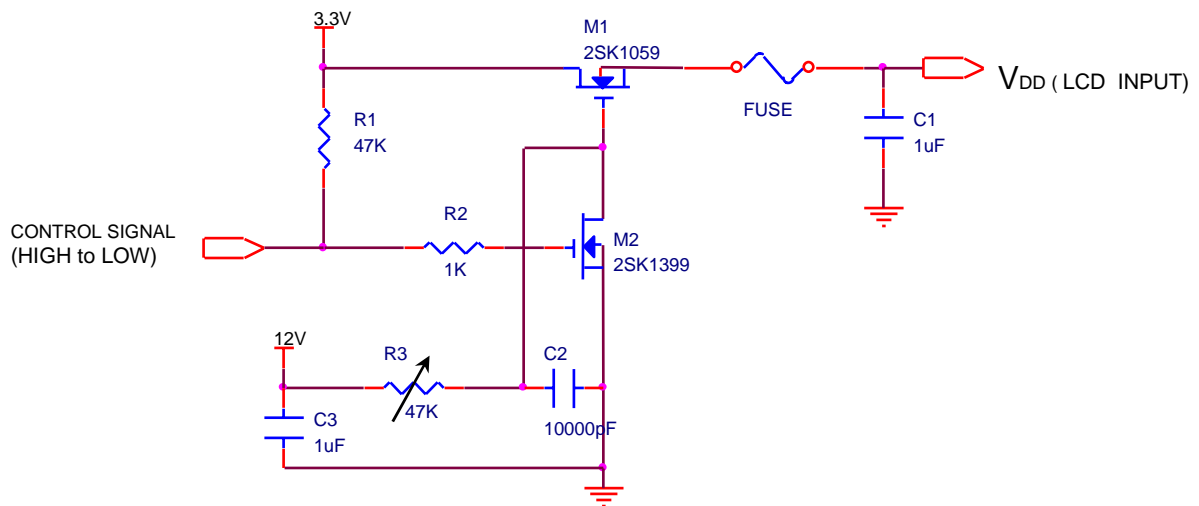 3.3V
M1
2SK1059
FUSE
VDD ( LCD INPUT)
R1
47K
C1
1uF
CONTROL SIGNAL
(HIGH to LOW)
R2
1K
M2
2SK1399
12V
R3
47K
C2
10000pF
C3
1uF